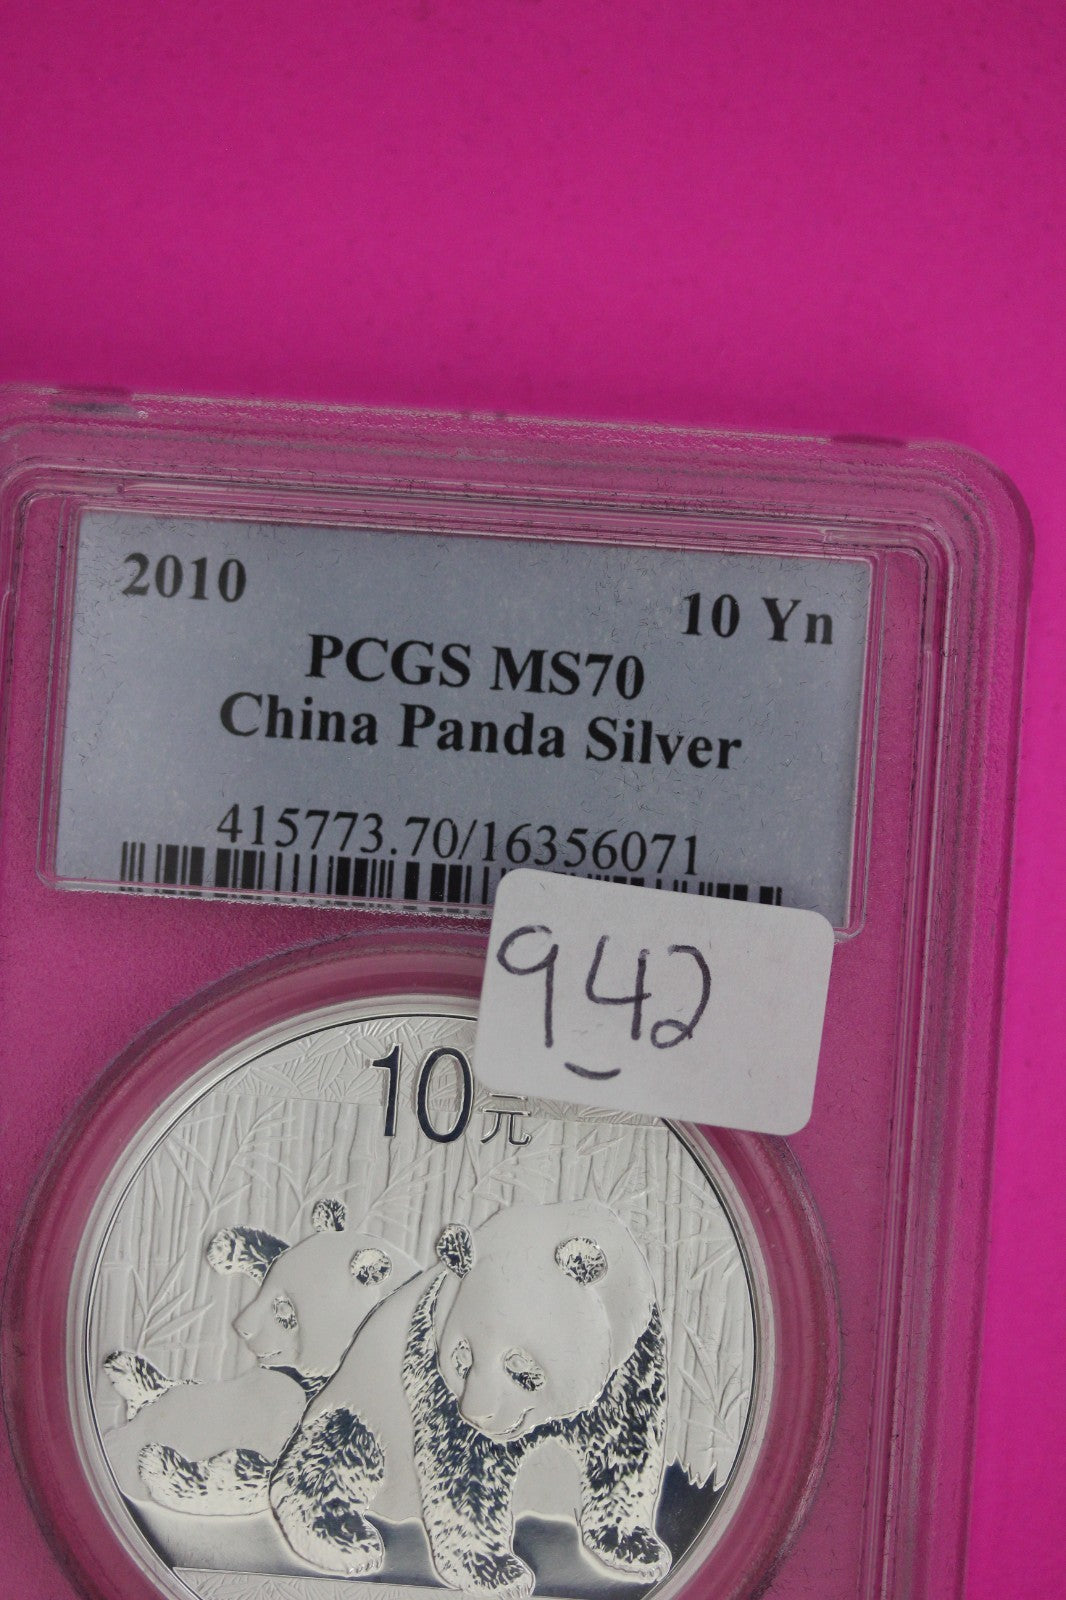 2010
10 Yn
PCGS MS70
China Panda Silver
415773.70/16356071
942
10元